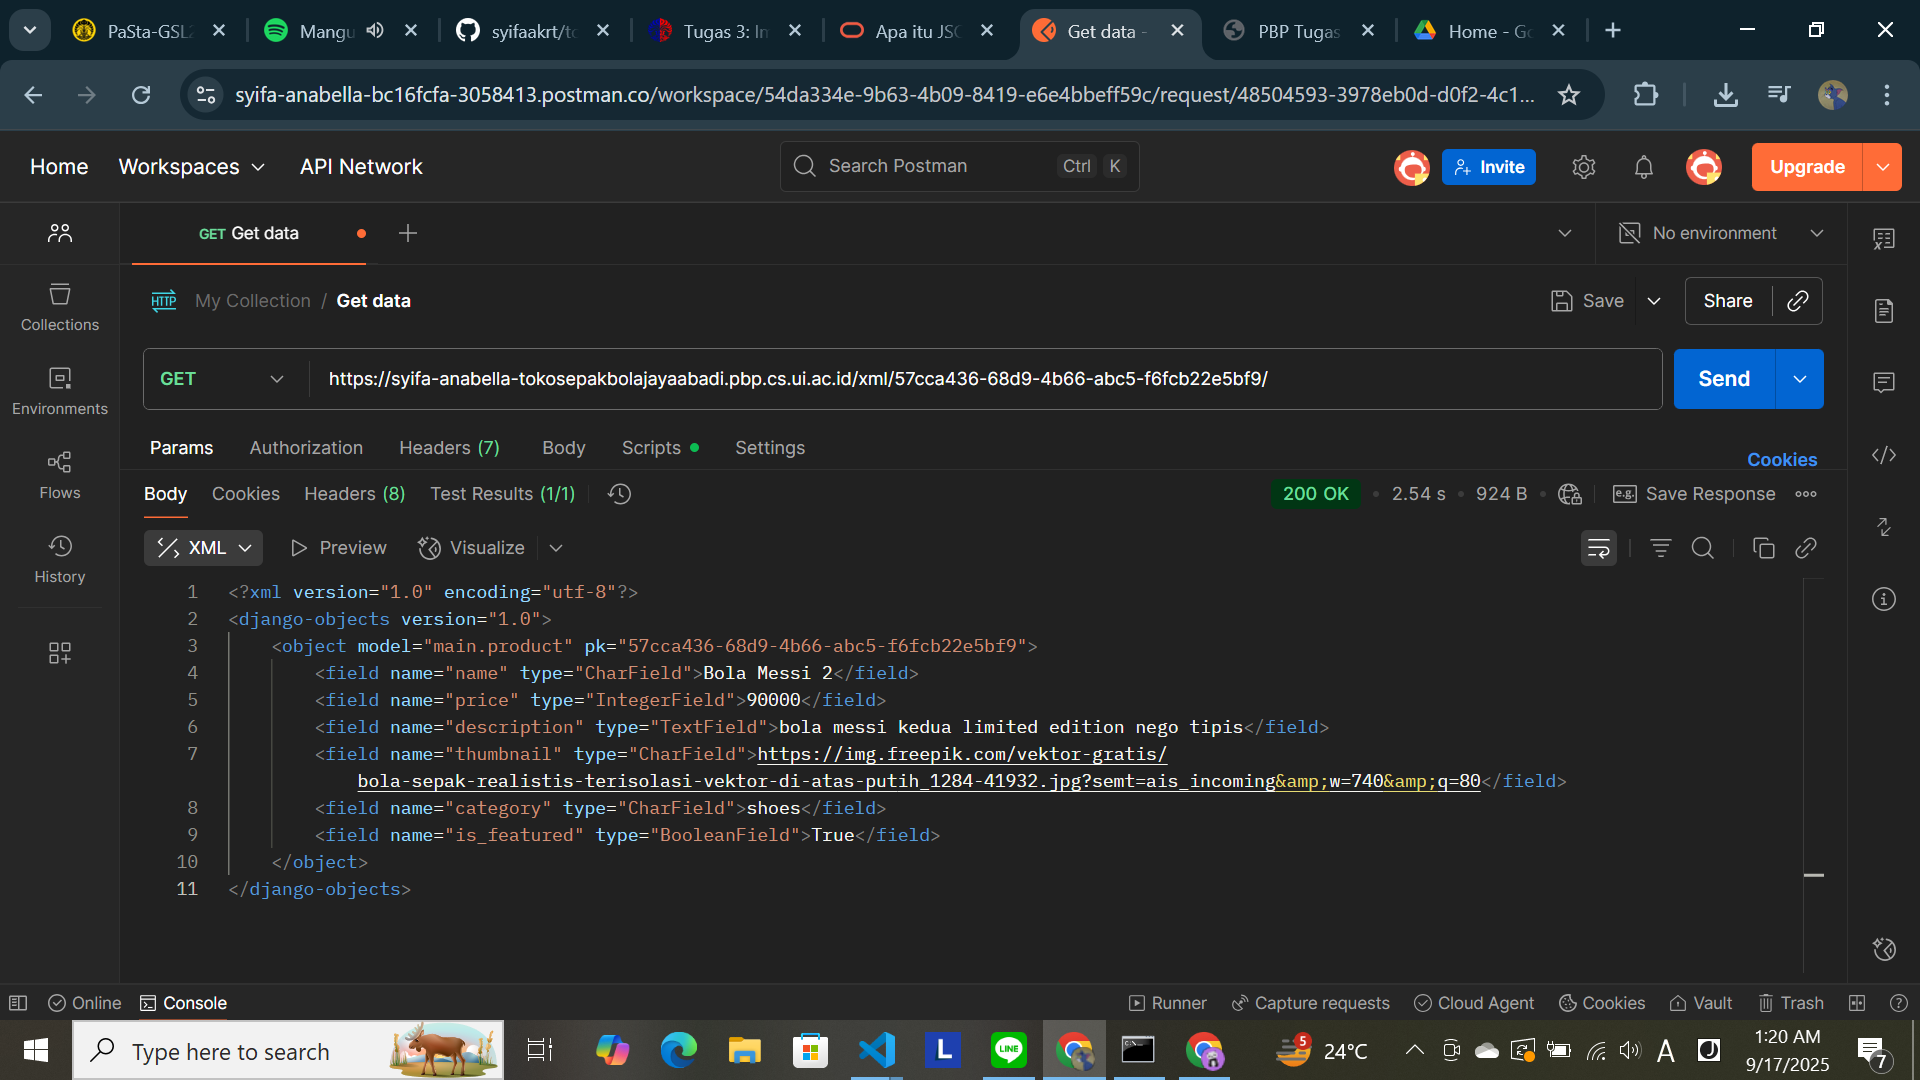 PaSta-GSL
Mangu
syifaakrt/to
Tugas 3: Im
Apa itu JSO
Get data -
PBP Tugas
Home - Go
syifa-anabella-bc16fcfa-3058413.postman.co/workspace/54da334e-9b63-4b09-8419-e6e4bbeff59c/request/48504593-3978eb0d-d0f2-4c1...
Home
Workspaces
API Network
Search Postman
Ctrl
K
Invite
Upgrade
GET Get data
No environment
HTTP
My Collection / Get data
Save
Share
Collections
Environments
Flows
History
GET
https://syifa-anabella-tokosepakbolajayaabadi.pbp.cs.ui.ac.id/xml/57cca436-68d9-4b66-abc5-f6fcb22e5bf9/
Send
Params
Authorization
Headers (7)
Body
Scripts
Settings
Cookies
Body
Cookies
Headers (8)
Test Results (1/1)
200 OK
2.54 s
924 B
e.g.
Save Response
XML
Preview
Visualize
1 <?xml version="1.0" encoding="utf-8"?>
2 <django-objects version="1.0">
3 <object model="main.product" pk="57cca436-68d9-4b66-abc5-f6fcb22e5bf9">
4 <field name="name" type="CharField">Bola Messi 2</field>
5 <field name="price" type="IntegerField">90000</field>
6 <field name="description" type="TextField">bola messi kedua limited edition nego tipis</field>
7 <field name="thumbnail" type="CharField">https://img.freepik.com/vektor-gratis/
bola-sepak-realistis-terisolasi-vektor-di-atas-putih_1284-41932.jpg?semt=ais_incoming&amp;w=740&amp;q=80</field>
8 <field name="category" type="CharField">shoes</field>
9 <field name="is_featured" type="BooleanField">True</field>
10 </object>
11 </django-objects>
Online
Console
Runner
Capture requests
Cloud Agent
Cookies
Vault
Trash
Type here to search
L
LINE
5
24°C
A
J
1:20 AM
9/17/2025
7